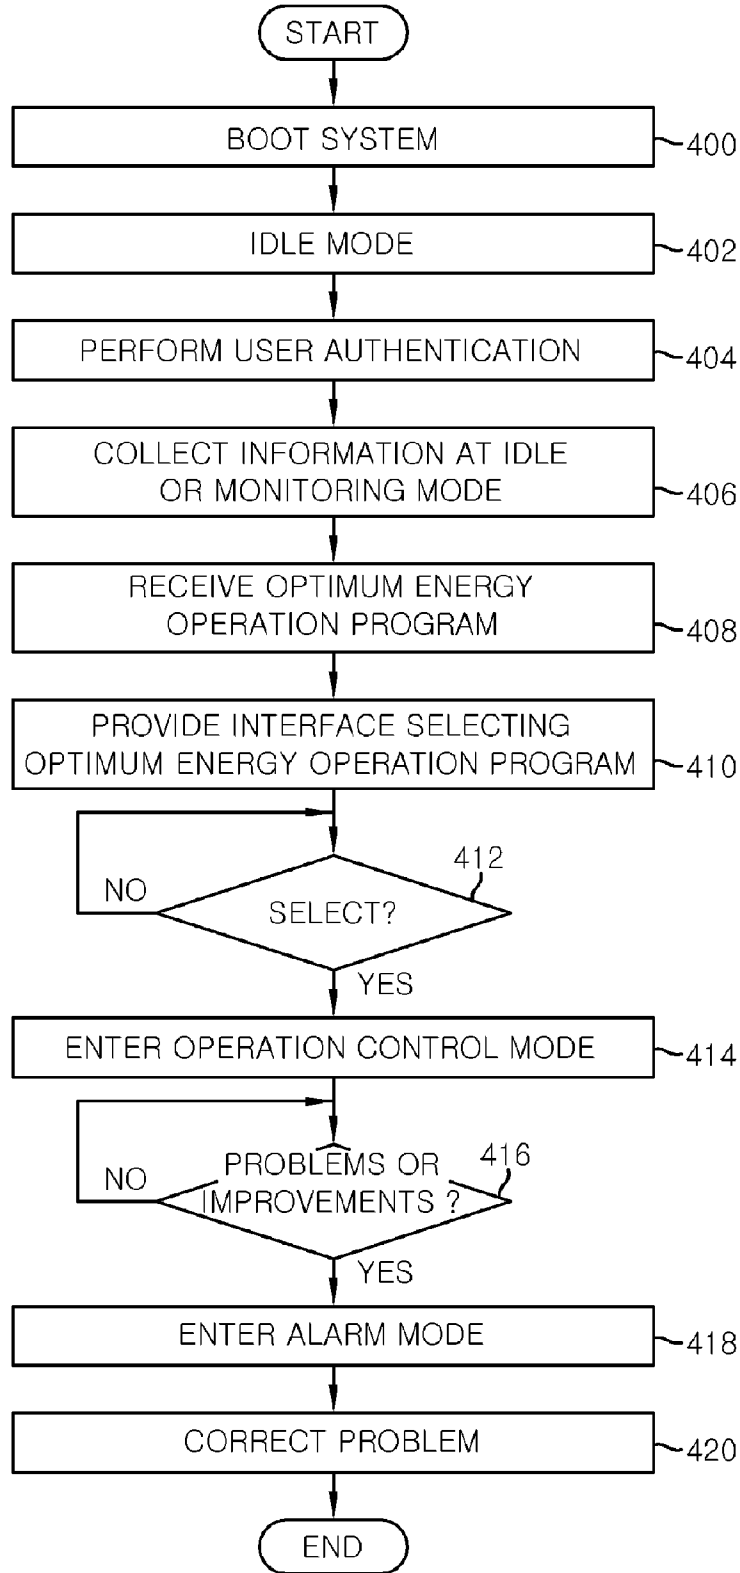 START
BOOT SYSTEM
400
IDLE MODE
402
PERFORM USER AUTHENTICATION
404
COLLECT INFORMATION AT IDLE
OR MONITORING MODE
406
RECEIVE OPTIMUM ENERGY
OPERATION PROGRAM
408
PROVIDE INTERFACE SELECTING
OPTIMUM ENERGY OPERATION PROGRAM
410
412
NO
SELECT?
YES
ENTER OPERATION CONTROL MODE
414
416
NO
PROBLEMS OR
IMPROVEMENTS ?
YES
ENTER ALARM MODE
418
CORRECT PROBLEM
420
END